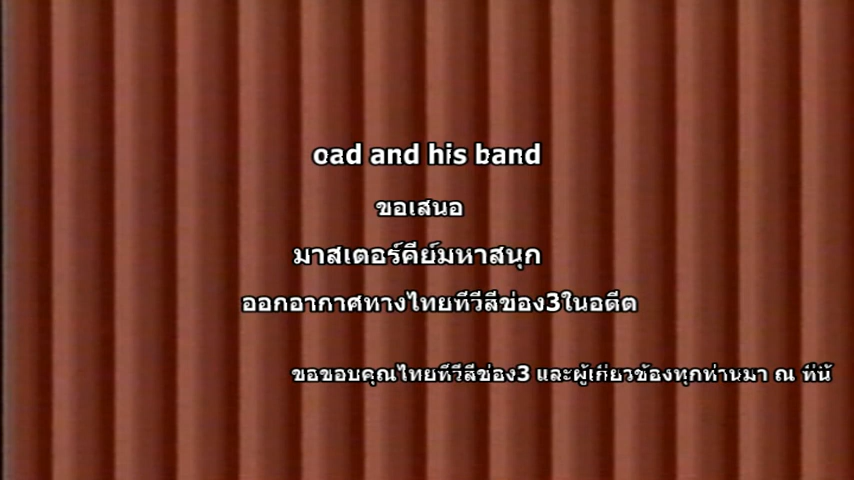 oad and his band
ขอเสนอ
มาสเตอร์คีย์มหาสนุก
ออกอากาศทางไทยทีวีสีช่อง3ในอดีต
ขอขอบคุณไทยทีวีสีช่อง3 และผู้เกี่ยวข้องทุกท่านมา ณ ที่นี้